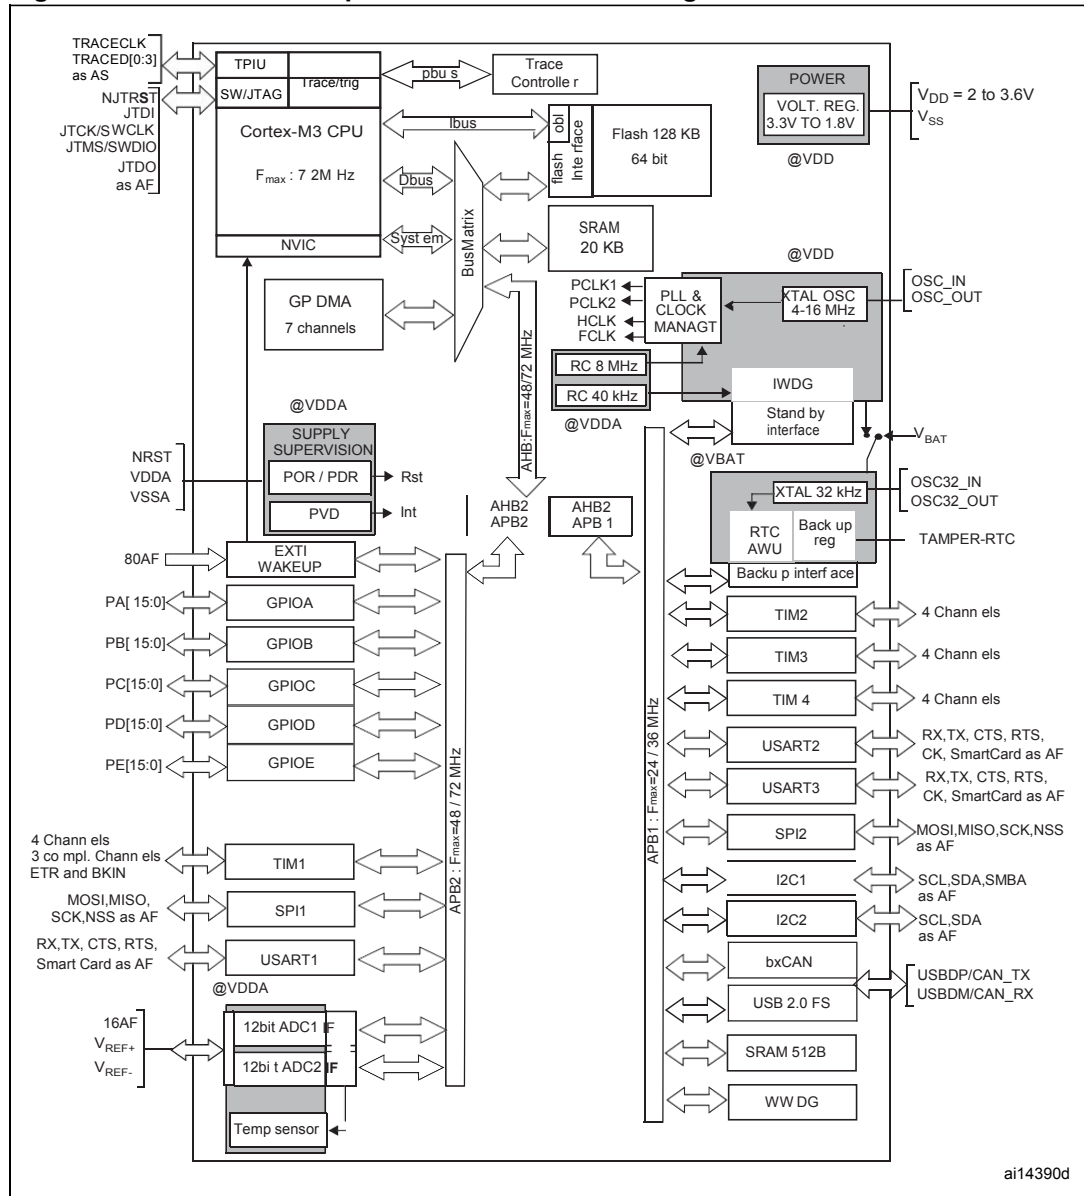 TRACECLK
TRACED[0:3]
as AS
NJTRST
JTDI
JTCK/SWCLK
JTMS/SWDIO
JTDO
as AF
TPIU
SW/JTAG
Trace/trig
Cortex-M3 CPU
Fmax : 7 2M Hz
NVIC
pbu s
Trace
Controlle r
Ibus
Dbus
Syst em
BusM atrix
flash
obl
Inte rface
Flash 128 KB
64 bit
SRAM
20 KB
GP DMA
7 channels
AHB:Fmax=48/72 MHz
POWER
VOLT. REG.
3.3V TO 1.8V
@VDD
VDD = 2 to 3.6V
VSS
@VDD
PCLK1
PCLK2
HCLK
FCLK
PLL &
CLOCK
MANAGT
XTAL OSC
4-16 MHz
OSC_IN
OSC_OUT
RC 8 MHz
RC 40 kHz
@VDDA
IWDG
Stand by
interface
@VBAT
VBAT
XTAL 32 kHz
OSC32_IN
OSC32_OUT
RTC
AWU
Back up
reg
TAMPER-RTC
Backu p interf ace
@VDDA
SUPPLY
SUPERVISION
POR / PDR
Rst
PVD
Int
NRST
VDDA
VSSA
AHB2
APB2
AHB2
APB 1
80AF
EXTI
WAKEUP
PA[ 15:0]
GPIOA
PB[ 15:0]
GPIOB
PC[15:0]
GPIOC
PD[15:0]
GPIOD
PE[15:0]
GPIOE
APB2 : Fmax=48 / 72 MHz
4 Chann els
3 co mpl. Chann els
ETR and BKIN
TIM1
MOSI,MISO,
SCK,NSS as AF
SPI1
RX,TX, CTS, RTS,
Smart Card as AF
USART1
@VDDA
16AF
VREF+
VREF-
12bit ADC1
IF
12bi t ADC2
IF
Temp sensor
APB1 : Fmax=24 / 36 MHz
TIM2
4 Chann els
TIM3
4 Chann els
TIM 4
4 Chann els
USART2
RX,TX, CTS, RTS,
CK, SmartCard as AF
USART3
RX,TX, CTS, RTS,
CK, SmartCard as AF
SPI2
MOSI,MISO,SCK,NSS
as AF
I2C1
SCL,SDA,SMBA
as AF
I2C2
SCL,SDA
as AF
bxCAN
USB 2.0 FS
USBDP/CAN_TX
USBDM/CAN_RX
SRAM 512B
WW DG
ai14390d